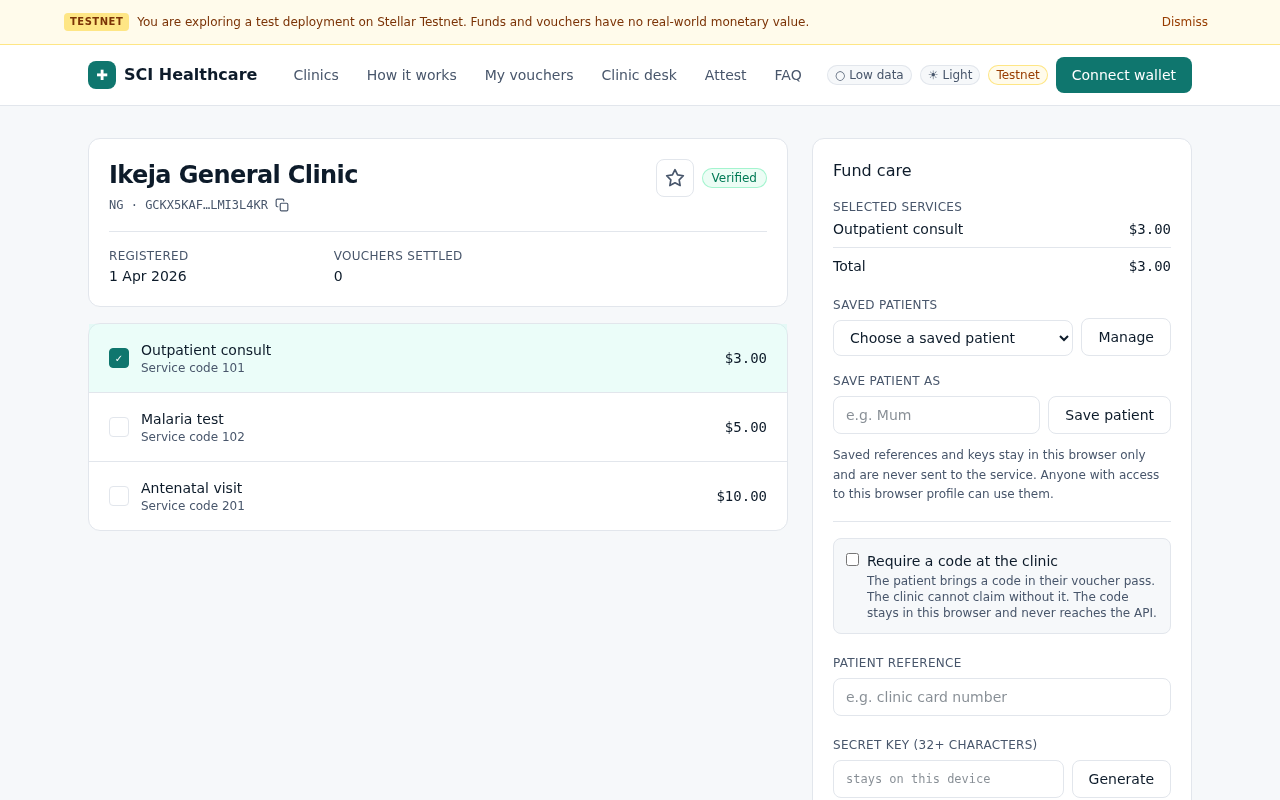 TESTNET You are exploring a test deployment on Stellar Testnet. Funds and vouchers have no real-world monetary value. Dismiss
SCI Healthcare Clinics How it works My vouchers Clinic desk Attest FAQ Low data Light Testnet Connect wallet
Ikeja General Clinic
Verified
NG · GCKX5KAF…LMI3L4KR
REGISTERED VOUCHERS SETTLED
1 Apr 2026 0
Outpatient consult
Service code 101
$3.00
Malaria test
Service code 102
$5.00
Antenatal visit
Service code 201
$10.00
Fund care
SELECTED SERVICES
Outpatient consult $3.00
Total $3.00
SAVED PATIENTS
Choose a saved patient Manage
SAVE PATIENT AS
e.g. Mum Save patient
Saved references and keys stay in this browser only
and are never sent to the service. Anyone with access
to this browser profile can use them.
Require a code at the clinic
The patient brings a code in their voucher pass.
The clinic cannot claim without it. The code
stays in this browser and never reaches the API.
PATIENT REFERENCE
e.g. clinic card number
SECRET KEY (32+ CHARACTERS)
stays on this device Generate